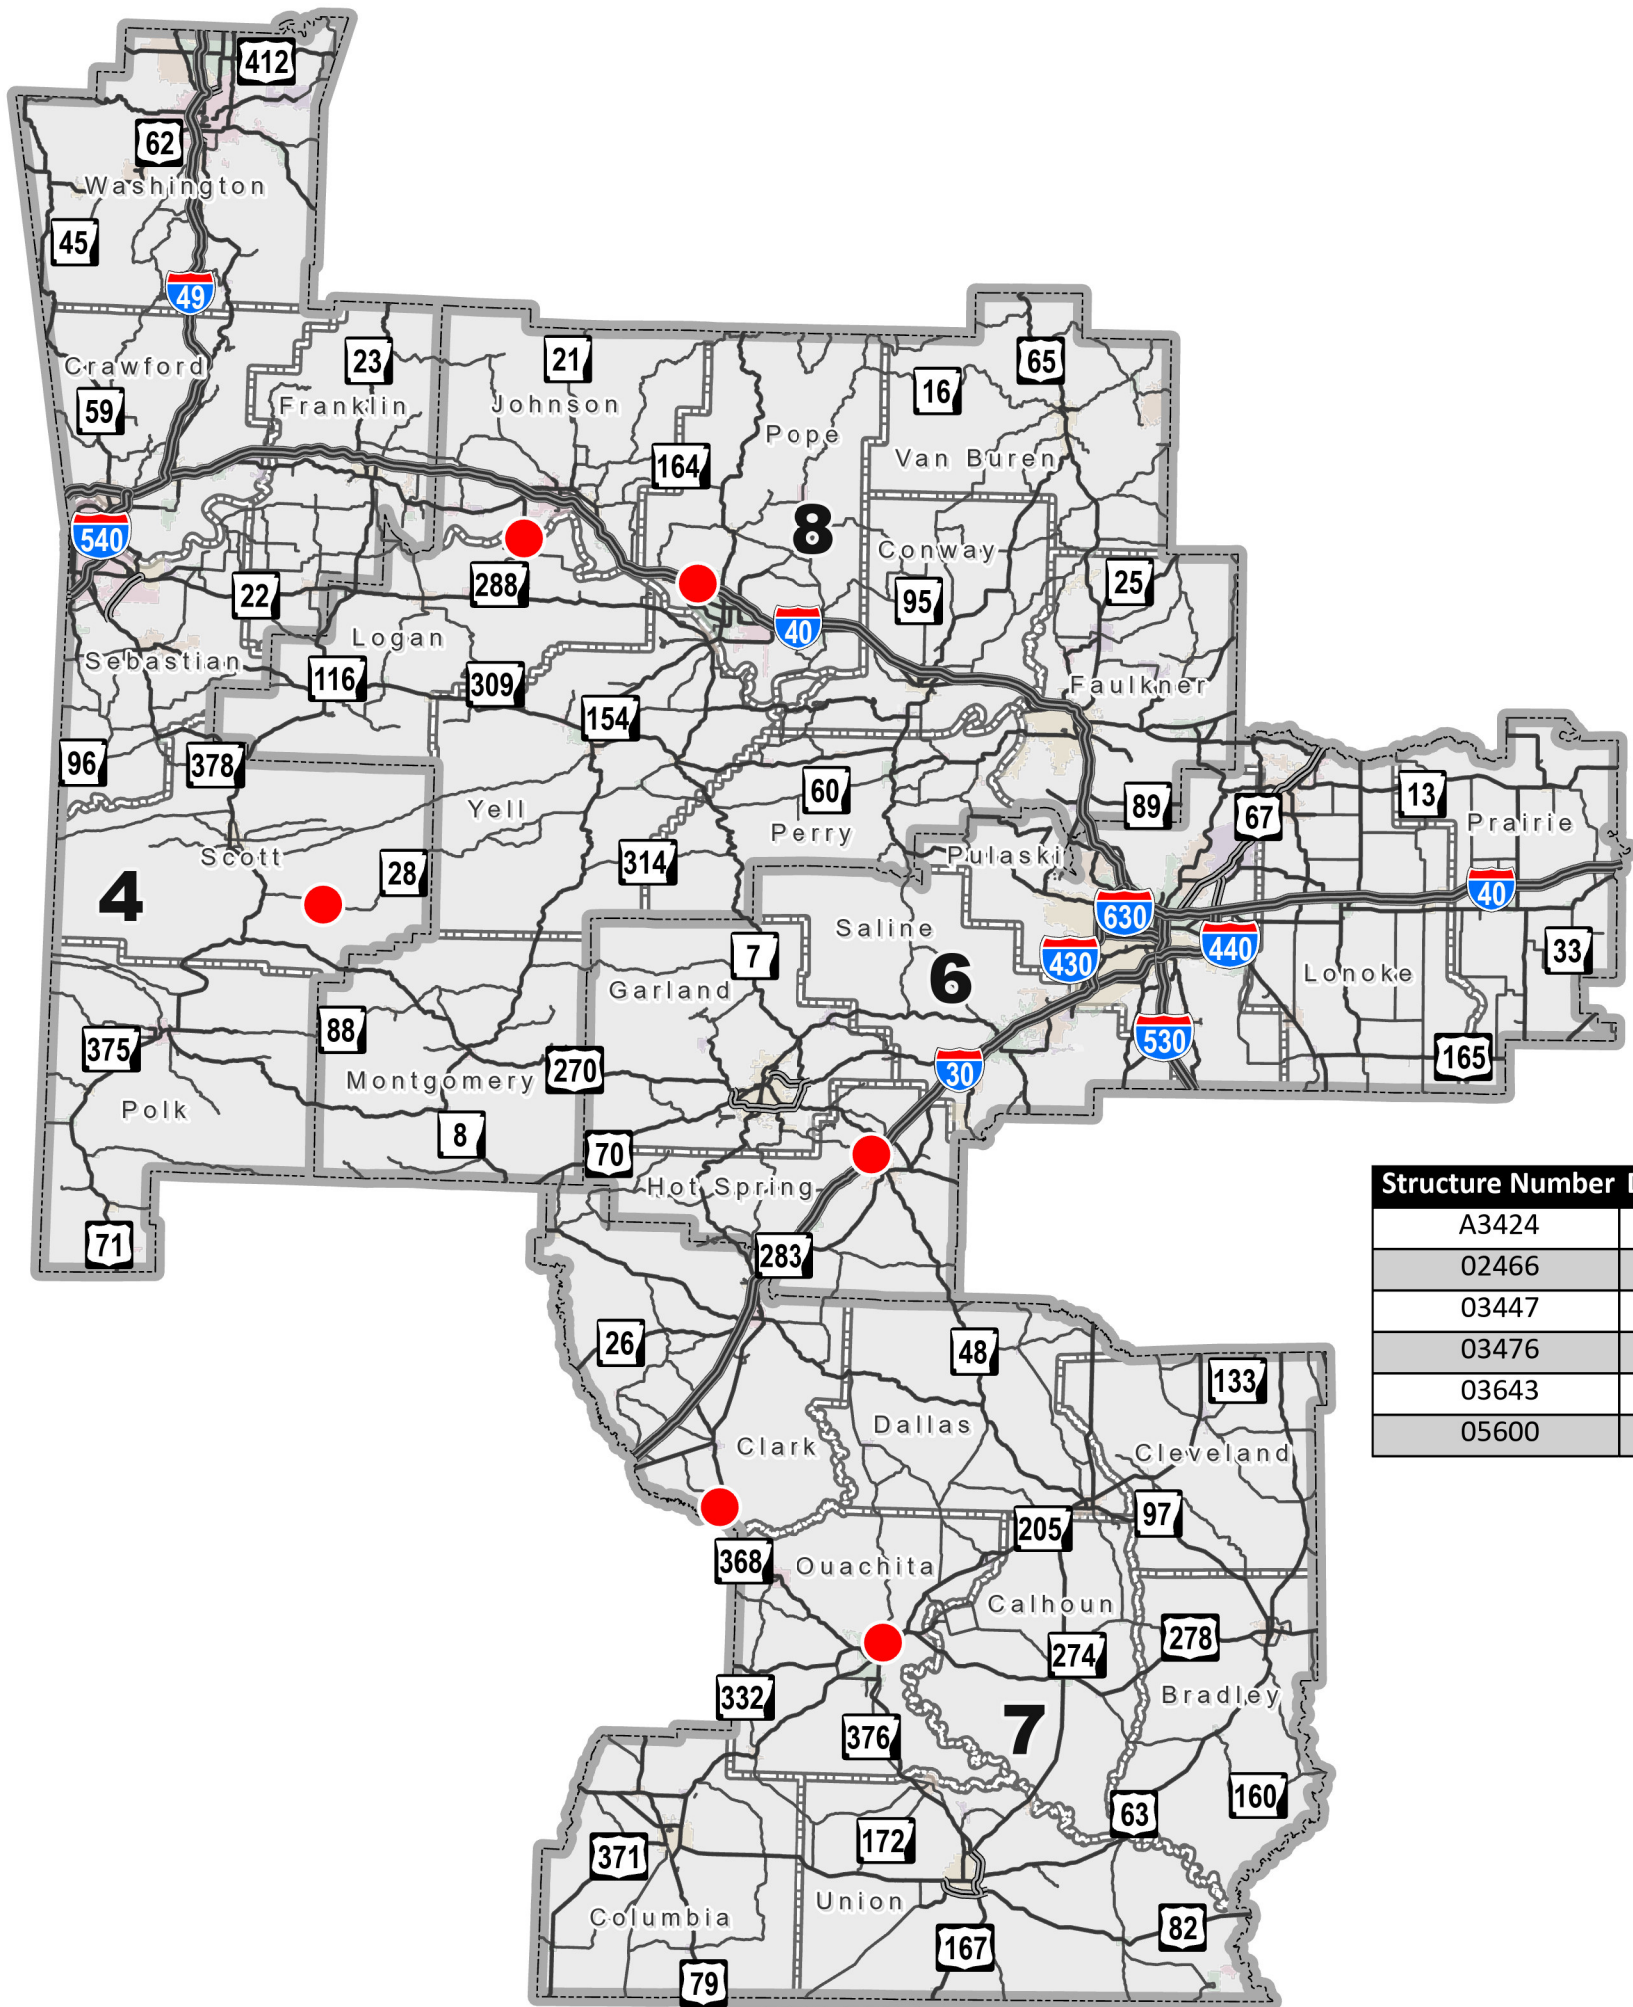 412
62
Washington
45
49
23
21
65
Crawford
16
59
Franklin
Johnson
Pope
164
Van Buren
8
540
Conway
288
25
22
95
40
Logan
Sebastian
116
309
Faulkner
154
96
378
60
13
Yell
89
67
Prairie
Perry
Scott
314
Pulaski
28
40
4
630
Saline
440
7
430
33
6
Garland
Lonoke
88
375
530
270
30
165
Montgomery
Polk
8
70
Hot Spring
Structure Number D
71
283
A3424
02466
03447
26
48
03476
133
03643
Dallas
05600
Clark
Cleveland
97
205
368
Ouachita
Calhoun
278
274
332
Bradley
7
376
160
63
172
371
Union
Columbia
82
167
79